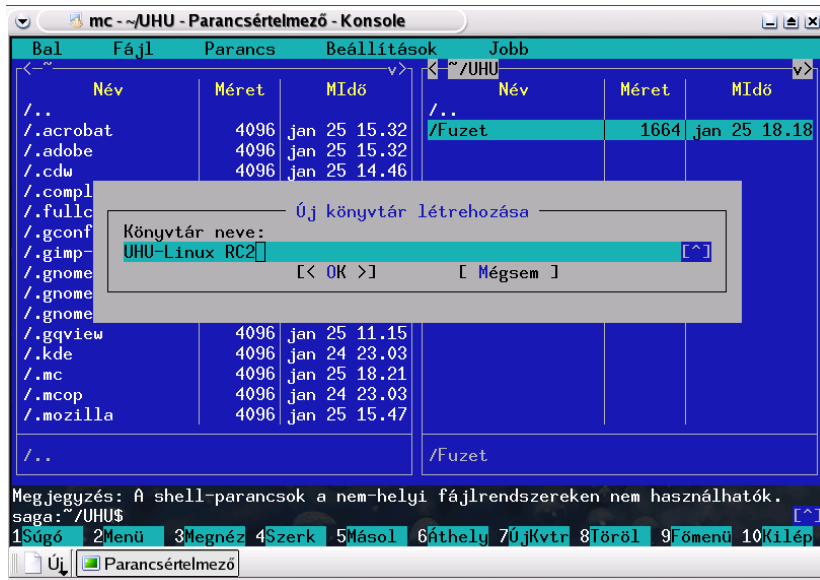 mc - ~/UHU - Parancsértelmező - Konsole
Bal Fájl Parancs Beállítások Jobb
<-~ v> < ~/UHU v>
Név Méret MIdő Név Méret MIdő
/.. /..
/.acrobat 4096 jan 25 15.32 /Fuzet 1664 jan 25 18.18
/.adobe 4096 jan 25 15.32
/.cdw 4096 jan 25 14.46
/.compl
/.fullc Új könyvtár létrehozása
/.gconf Könyvtár neve:
/.gimp- UHU-Linux RC2 [^]
/.gnome [< OK >] [ Mégsem ]
/.gnome
/.gnome
/.gqview 4096 jan 25 11.15
/.kde 4096 jan 24 23.03
/.mc 4096 jan 25 18.21
/.mcop 4096 jan 24 23.03
/.mozilla 4096 jan 25 15.47
/.. /Fuzet
Megjegyzés: A shell-parancsok a nem-helyi fájlrendszereken nem használhatók.
saga:~/UHU$ [^]
1Súgó 2Menü 3Megnéz 4Szerk 5Másol 6Áthely 7ÚjKvtr 8Töröl 9Főmenü 10Kilép
Új Parancsértelmező